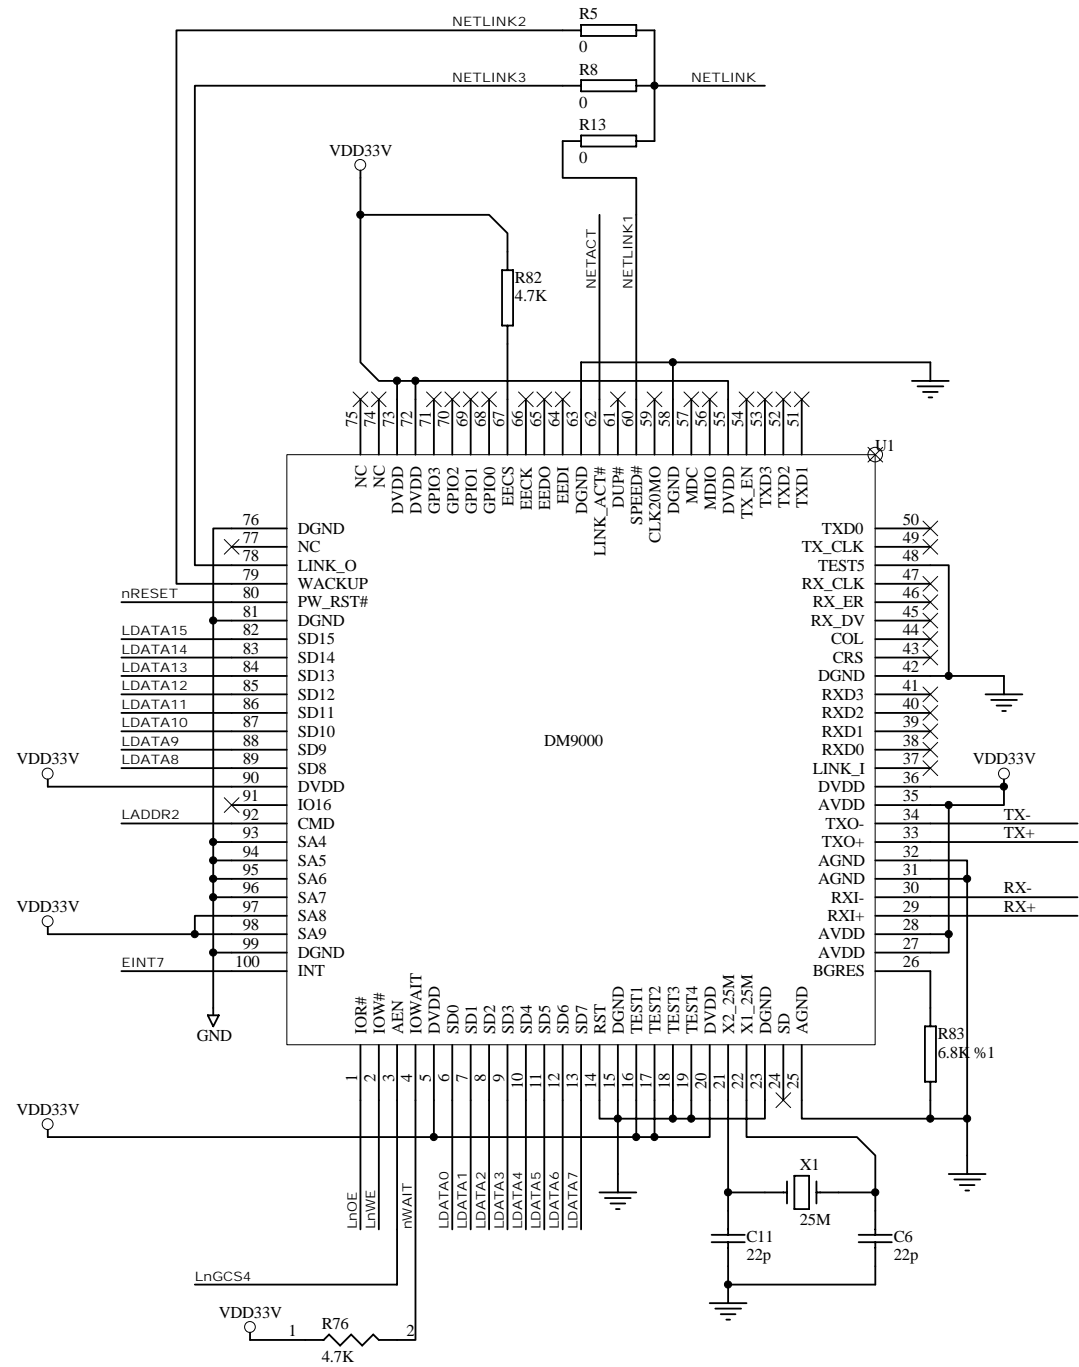 NETLINK2
R5
0
NETLINK3
R8
0
NETLINK
R13
0
VDD33V
NETACT
NETLINK1
R82
4.7K
75 74 73 72 71 70 69 68 67 66 65 64 63 62 61 60 59 58 57 56 55 54 53 52 51
U1
NC NC DVDD DVDD GPIO3 GPIO2 GPIO1 GPIO0 EECS EECK EEDO EEDI DGND LINK_ACT# DUP# SPEED# CLK20MO DGND MDC MDIO DVDD TX_EN TXD3 TXD2 TXD1
76 DGND
77 NC
78 LINK_O
79 WACKUP
nRESET 80 PW_RST#
81 DGND
LDATA15 82 SD15
LDATA14 83 SD14
LDATA13 84 SD13
LDATA12 85 SD12
LDATA11 86 SD11
LDATA10 87 SD10
LDATA9 88 SD9
LDATA8 89 SD8
VDD33V
90 DVDD
91 IO16
LADDR2 92 CMD
93 SA4
94 SA5
95 SA6
96 SA7
VDD33V
97 SA8
98 SA9
99 DGND
EINT7 100 INT
GND
DM9000
TXD0 50
TX_CLK 49
TEST5 48
RX_CLK 47
RX_ER 46
RX_DV 45
COL 44
CRS 43
DGND 42
RXD3 41
RXD2 40
RXD1 39
RXD0 38
LINK_I 37
VDD33V
DVDD 36
AVDD 35
TXO- 34 TX-
TXO+ 33 TX+
AGND 32
AGND 31
RXI- 30 RX-
RXI+ 29 RX+
AVDD 28
AVDD 27
BGRES 26
R83
6.8K %1
IOR# IOW# AEN IOWAIT DVDD SD0 SD1 SD2 SD3 SD4 SD5 SD6 SD7 RST DGND TEST1 TEST2 TEST3 TEST4 DVDD X2_25M X1_25M DGND SD AGND
1 2 3 4 5 6 7 8 9 10 11 12 13 14 15 16 17 18 19 20 21 22 23 24 25
VDD33V
LnOE LnWE nWAIT LDATA0 LDATA1 LDATA2 LDATA3 LDATA4 LDATA5 LDATA6 LDATA7
X1
25M
C11
22p
C6
22p
LnGCS4
VDD33V
1 R76 2
4.7K